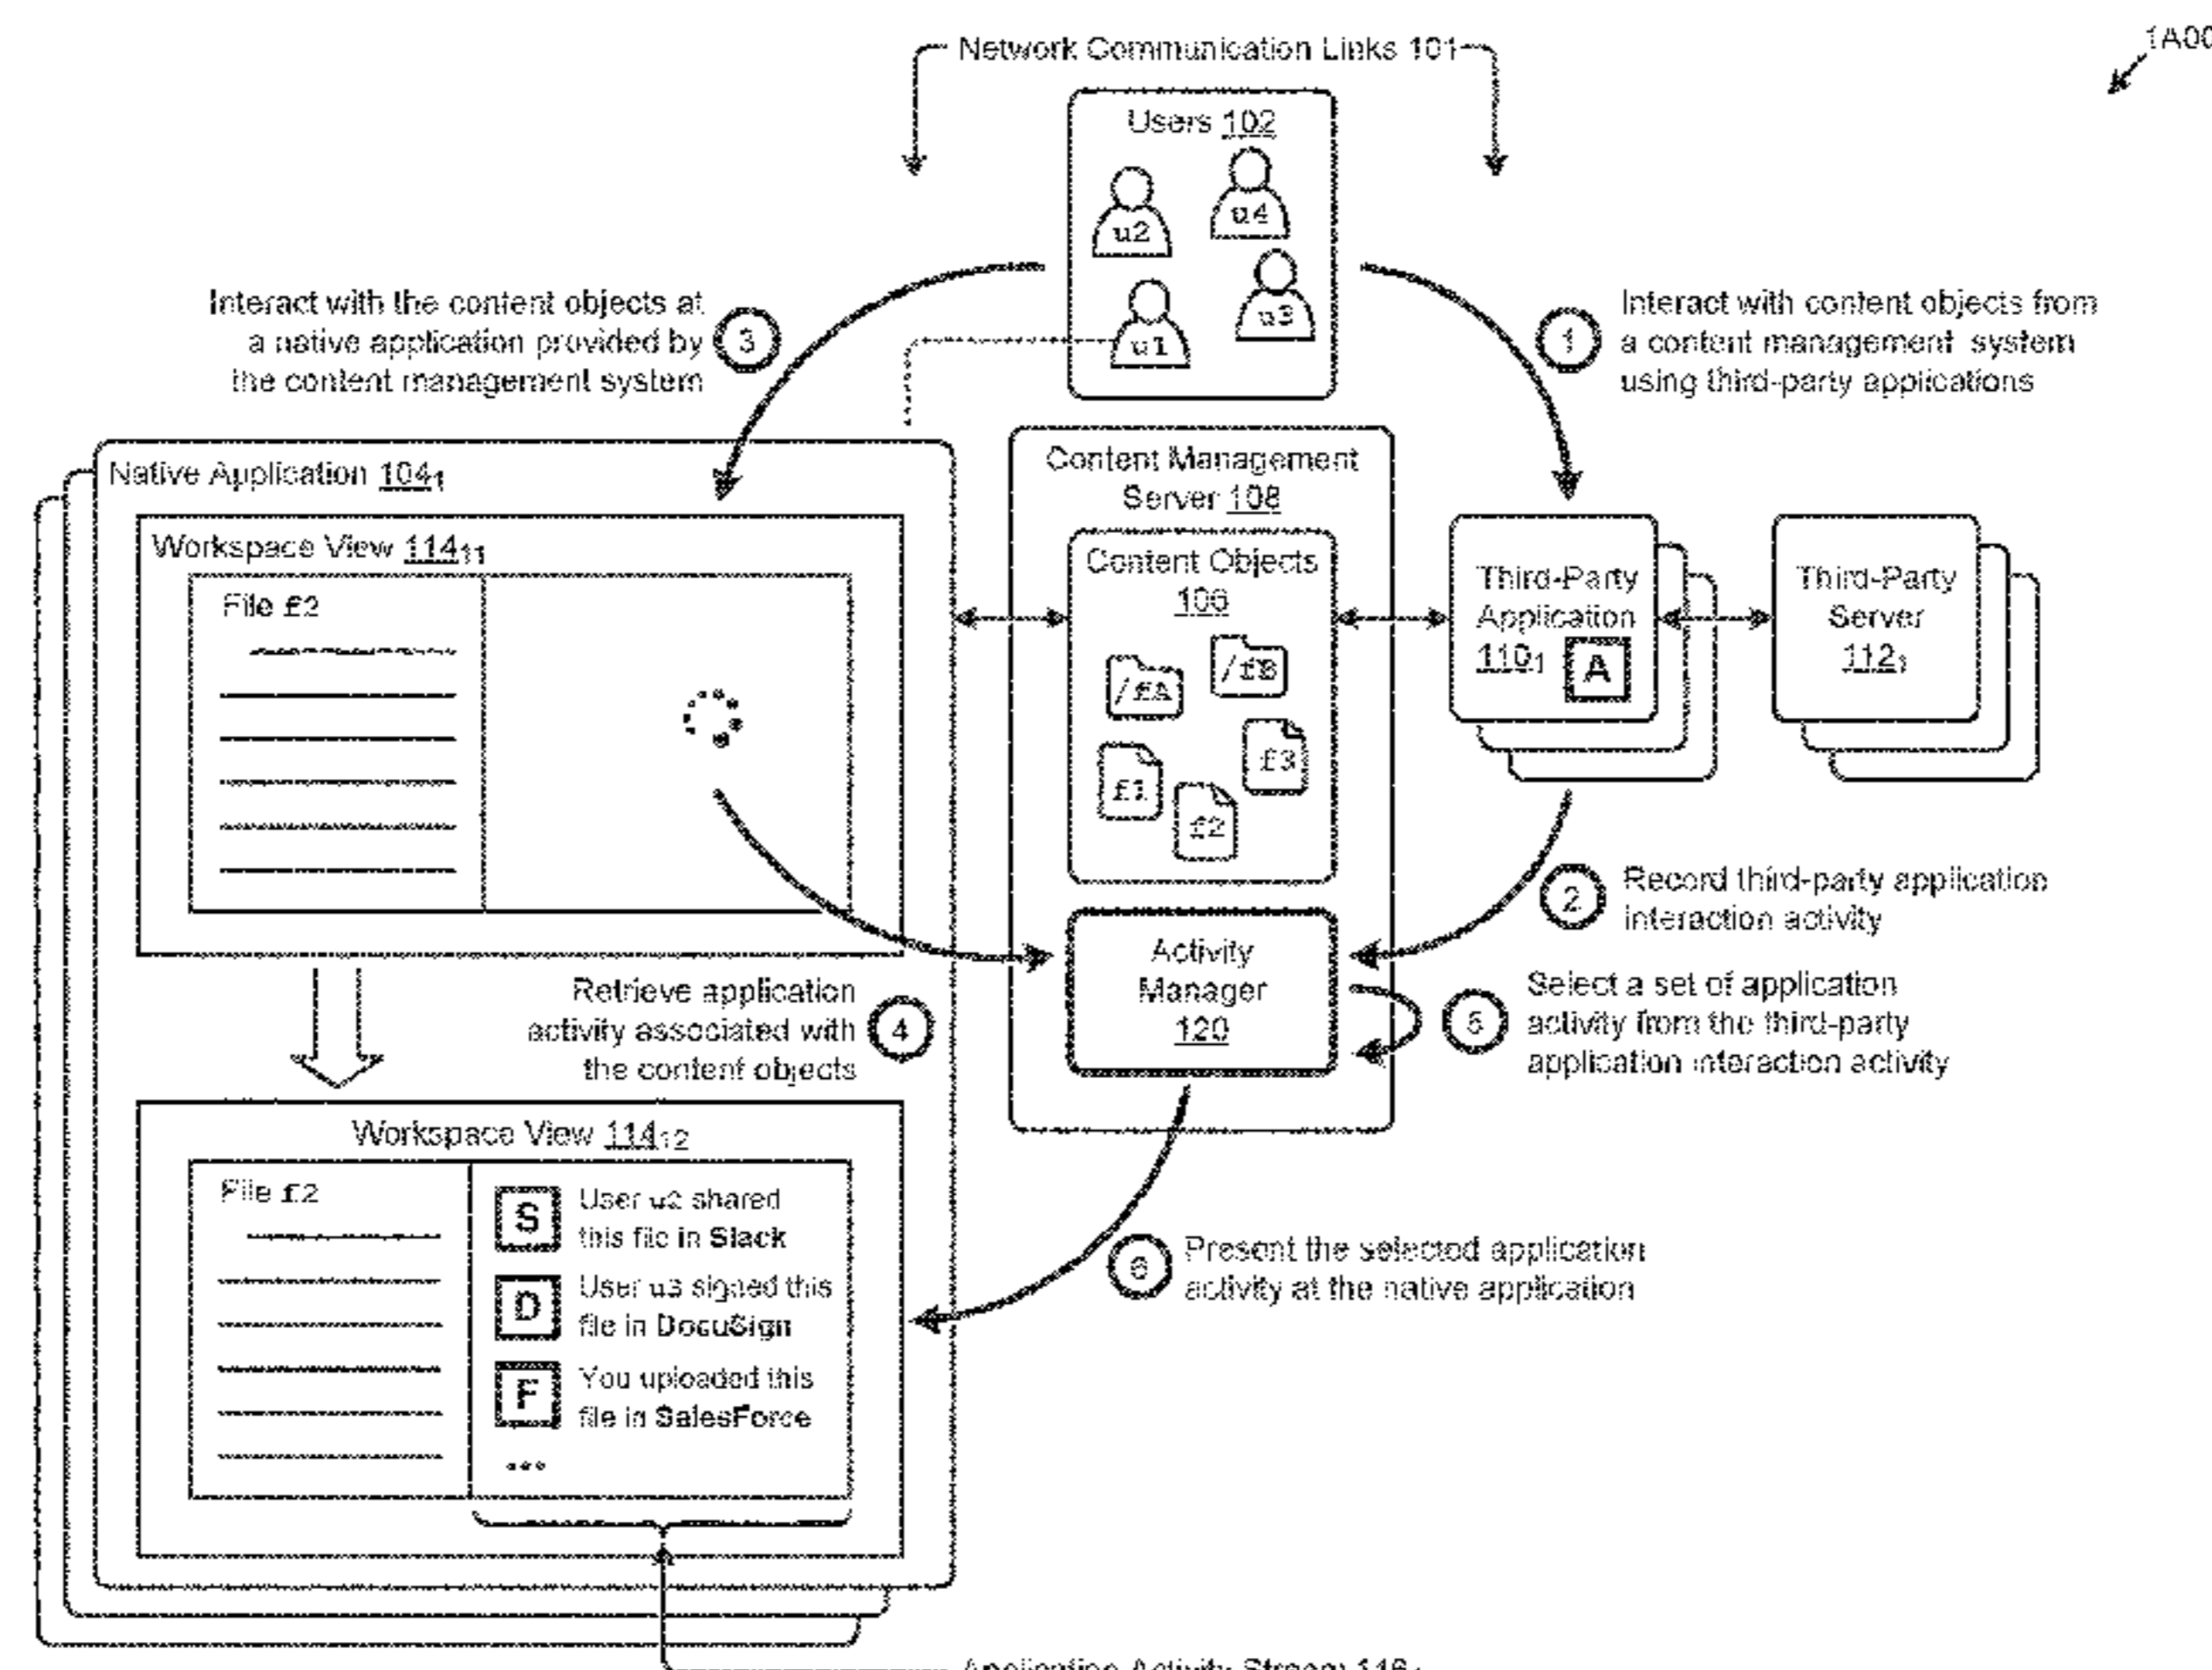 1A00
Network Communication Links 101
Users 102
u2
u4
u1
u3
Interact with the content objects at
a native application provided by
the content management system
3
1
Interact with content objects from
a content management system
using third-party applications
Native Application 104₁
Workspace View 114₁₁
File f2
Content Management
Server 108
Content Objects
106
/fA
/fB
f1
f2
f3
Third-Party
Application
110₁
A
Third-Party
Server
112₁
2
Record third-party application
interaction activity
Activity
Manager
120
Retrieve application
activity associated with
the content objects
4
5
Select a set of application
activity from the third-party
application interaction activity
Workspace View 114₁₂
File f2
S
User u2 shared
this file in Slack
D
User u3 signed this
file in DocuSign
F
You uploaded this
file in SalesForce
...
6
Present the selected application
activity at the native application
Application Activity Stream 116₁